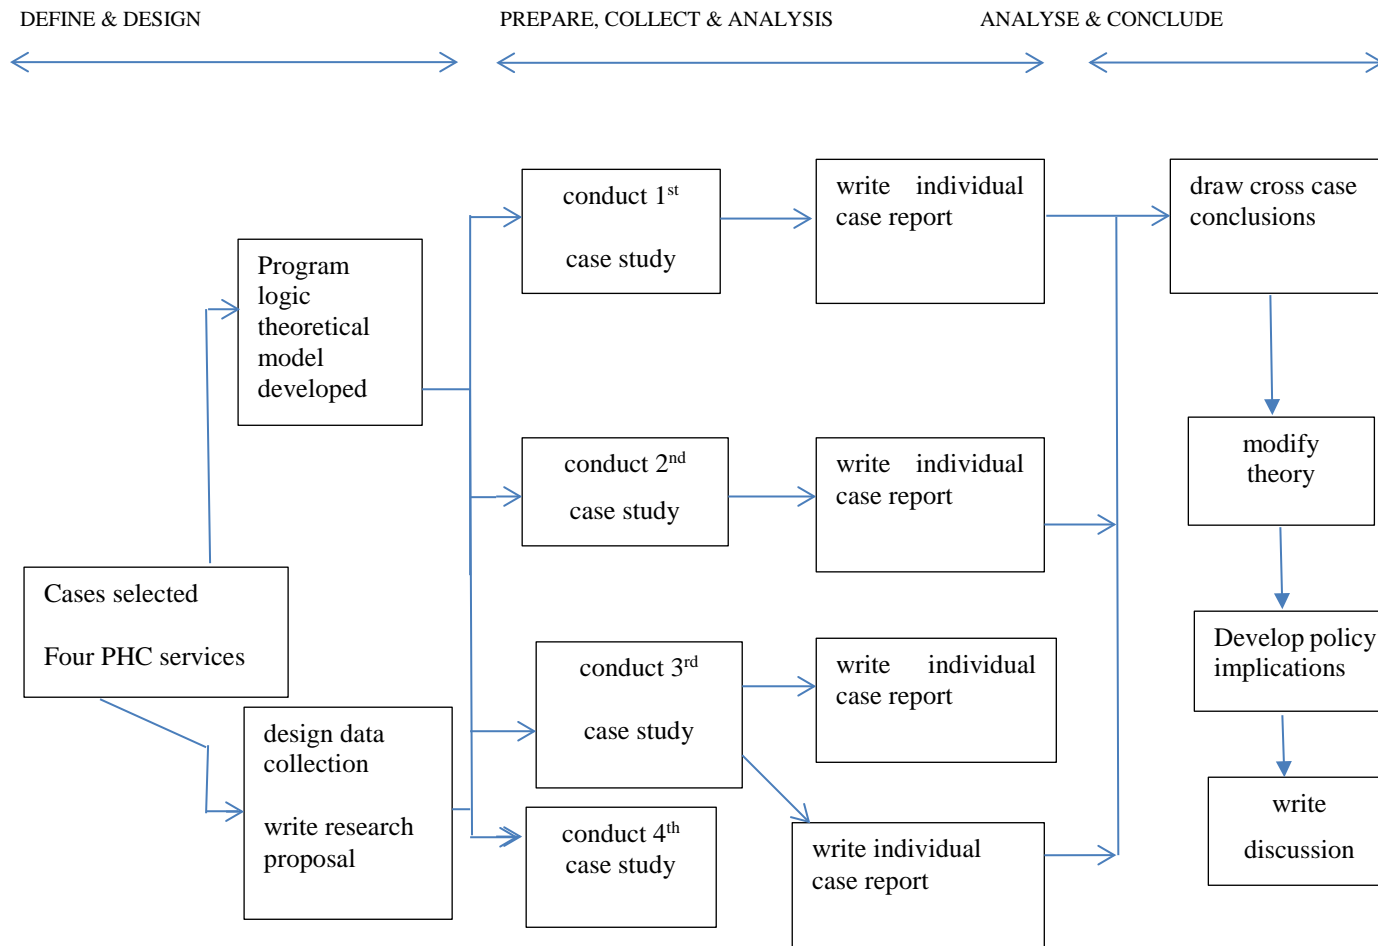 DEFINE & DESIGN
PREPARE, COLLECT & ANALYSIS
ANALYSE & CONCLUDE
Cases selected
Four PHC services
Program
logic
theoretical
model
developed
design data
collection
write research
proposal
conduct 1st
case study
write individual
case report
conduct 2nd
case study
write individual
case report
conduct 3rd
case study
write individual
case report
conduct 4th
case study
write individual
case report
draw cross case
conclusions
modify
theory
Develop policy
implications
write
discussion